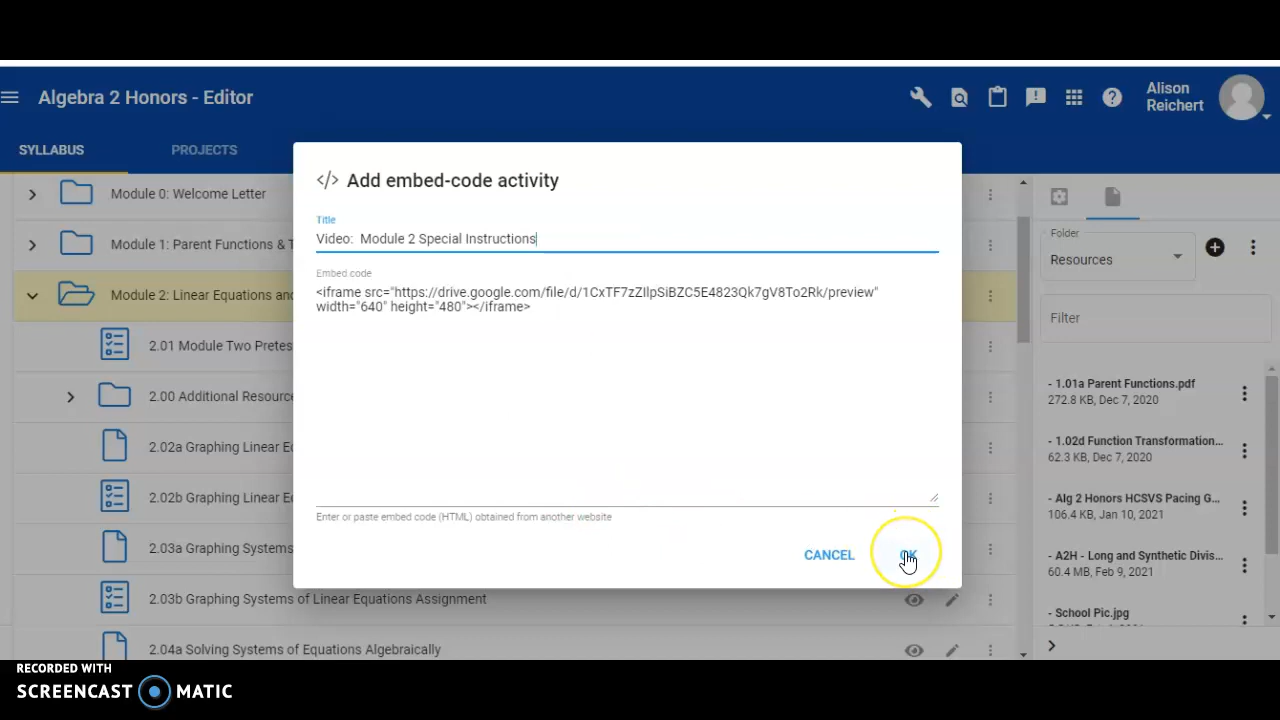 Algebra 2 Honors - Editor
Alison
Reichert
SYLLABUS
PROJECTS
Module 0: Welcome Letter
Module 1: Parent Functions & T
Module 2: Linear Equations and
2.01 Module Two Pretes
2.00 Additional Resource
2.02a Graphing Linear Eq
2.02b Graphing Linear E
2.03a Graphing Systems
2.03b Graphing Systems of Linear Equations Assignment
2.04a Solving Systems of Equations Algebraically
</> Add embed-code activity
Title
Video:  Module 2 Special Instructions
Embed code
<iframe src="https://drive.google.com/file/d/1CxTF7zZIlpSiBZC5E4823Qk7gV8To2Rk/preview"
width="640" height="480"></iframe>
Enter or paste embed code (HTML) obtained from another website
CANCEL
OK
Folder
Resources
Filter
- 1.01a Parent Functions.pdf
272.8 KB, Dec 7, 2020
- 1.02d Function Transformation...
62.3 KB, Dec 7, 2020
- Alg 2 Honors HCSVS Pacing G...
106.4 KB, Jan 10, 2021
- A2H - Long and Synthetic Divis...
60.4 MB, Feb 9, 2021
- School Pic.jpg
RECORDED WITH
SCREENCAST MATIC